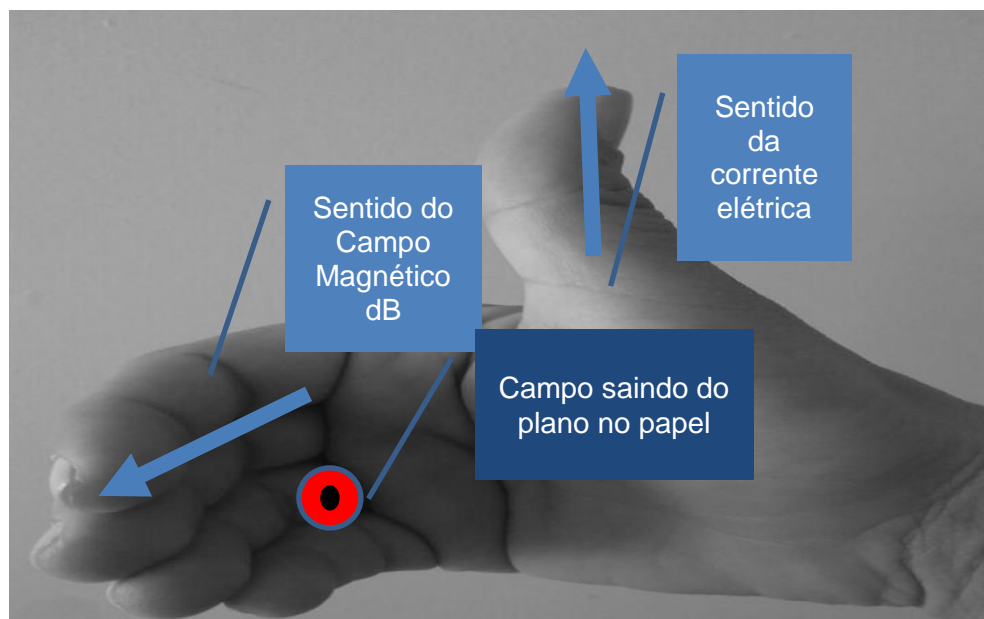 Sentido
da
corrente
elétrica
Sentido do
Campo
Magnético
dB
Campo saindo do
plano no papel